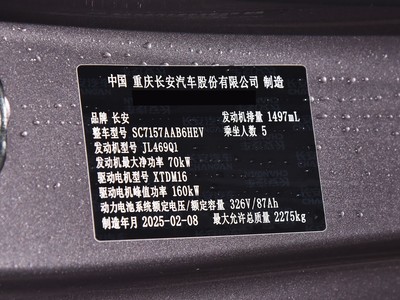 中国 重庆长安汽车股份有限公司 制造
品牌 长安 发动机排量 1497mL
整车型号 SC7157AAB6HEV 乘坐人数 5
发动机型号 JL469Q1
发动机最大净功率 70kW
驱动电机型号 XTDM16
驱动电机峰值功率 160kW
动力电池系统额定电压/额定容量 326V/87Ah
制造年月 2025-02-08 最大允许总质量 2275kg